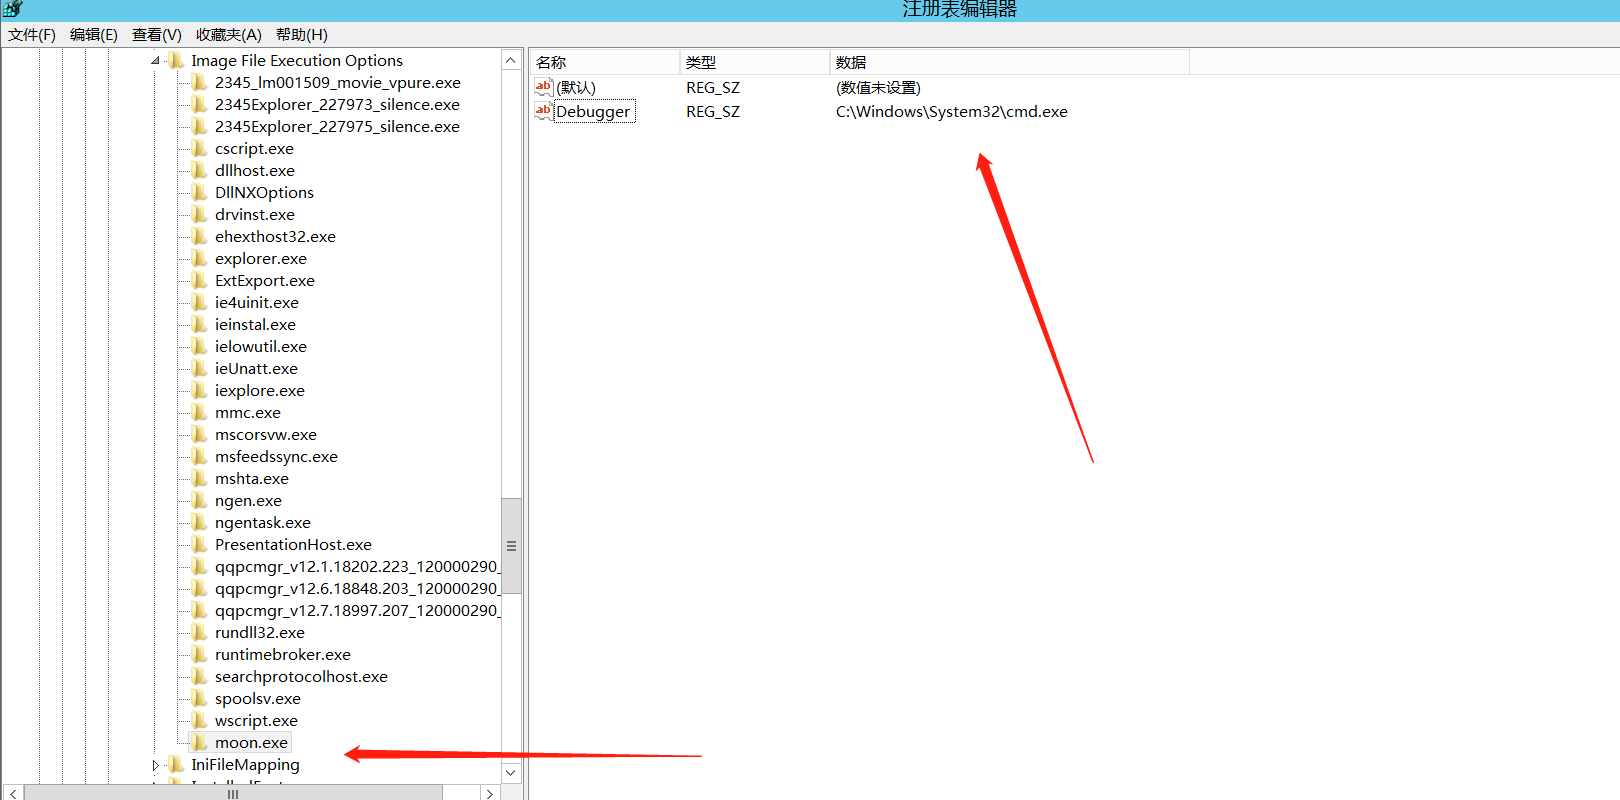 注册表编辑器
文件(F) 编辑(E) 查看(V) 收藏夹(A) 帮助(H)
Image File Execution Options
2345_lm001509_movie_vpure.exe
2345Explorer_227973_silence.exe
2345Explorer_227975_silence.exe
cscript.exe
dllhost.exe
DllNXOptions
drvinst.exe
ehexthost32.exe
explorer.exe
ExtExport.exe
ie4uinit.exe
ieinstal.exe
ielowutil.exe
ieUnatt.exe
iexplore.exe
mmc.exe
mscorsvw.exe
msfeedssync.exe
mshta.exe
ngen.exe
ngentask.exe
PresentationHost.exe
qqpcmgr_v12.1.18202.223_120000290_
qqpcmgr_v12.6.18848.203_120000290_
qqpcmgr_v12.7.18997.207_120000290_
rundll32.exe
runtimebroker.exe
searchprotocolhost.exe
spoolsv.exe
wscript.exe
moon.exe
IniFileMapping
名称 类型 数据
ab (默认) REG_SZ (数值未设置)
ab Debugger REG_SZ C:\Windows\System32\cmd.exe